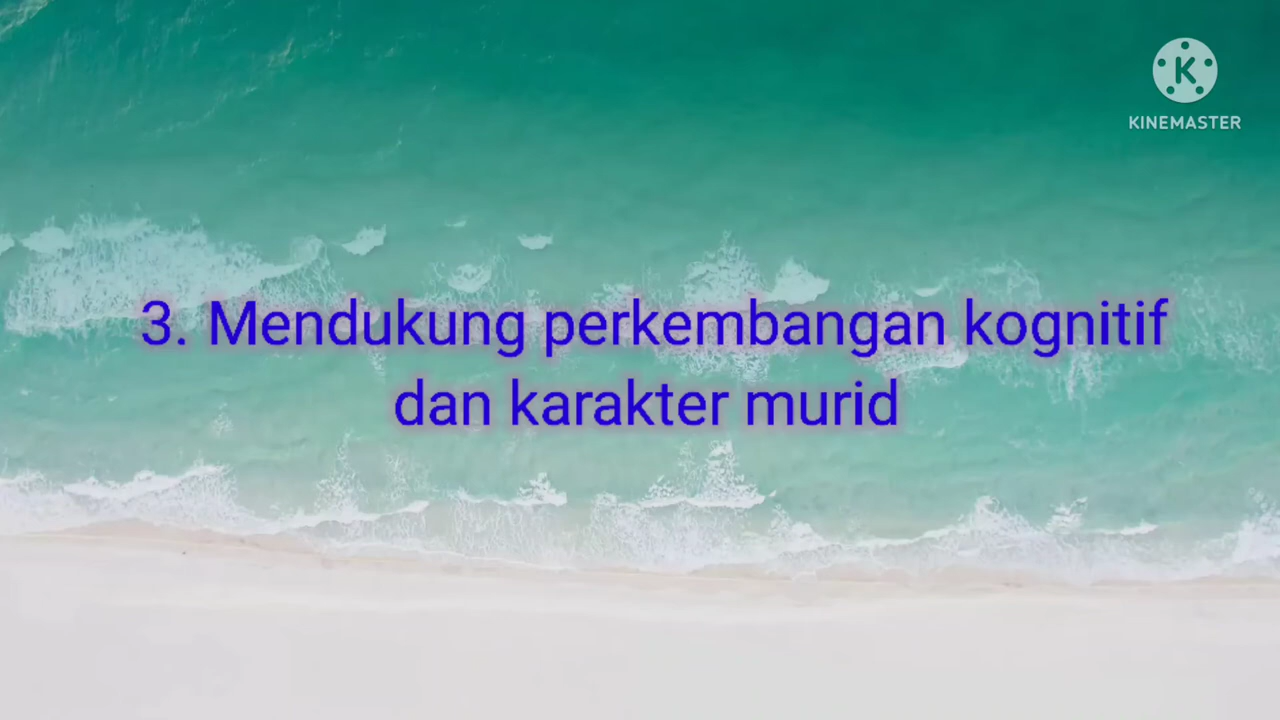 K
KINEMASTER
3. Mendukung perkembangan kognitif
dan karakter murid